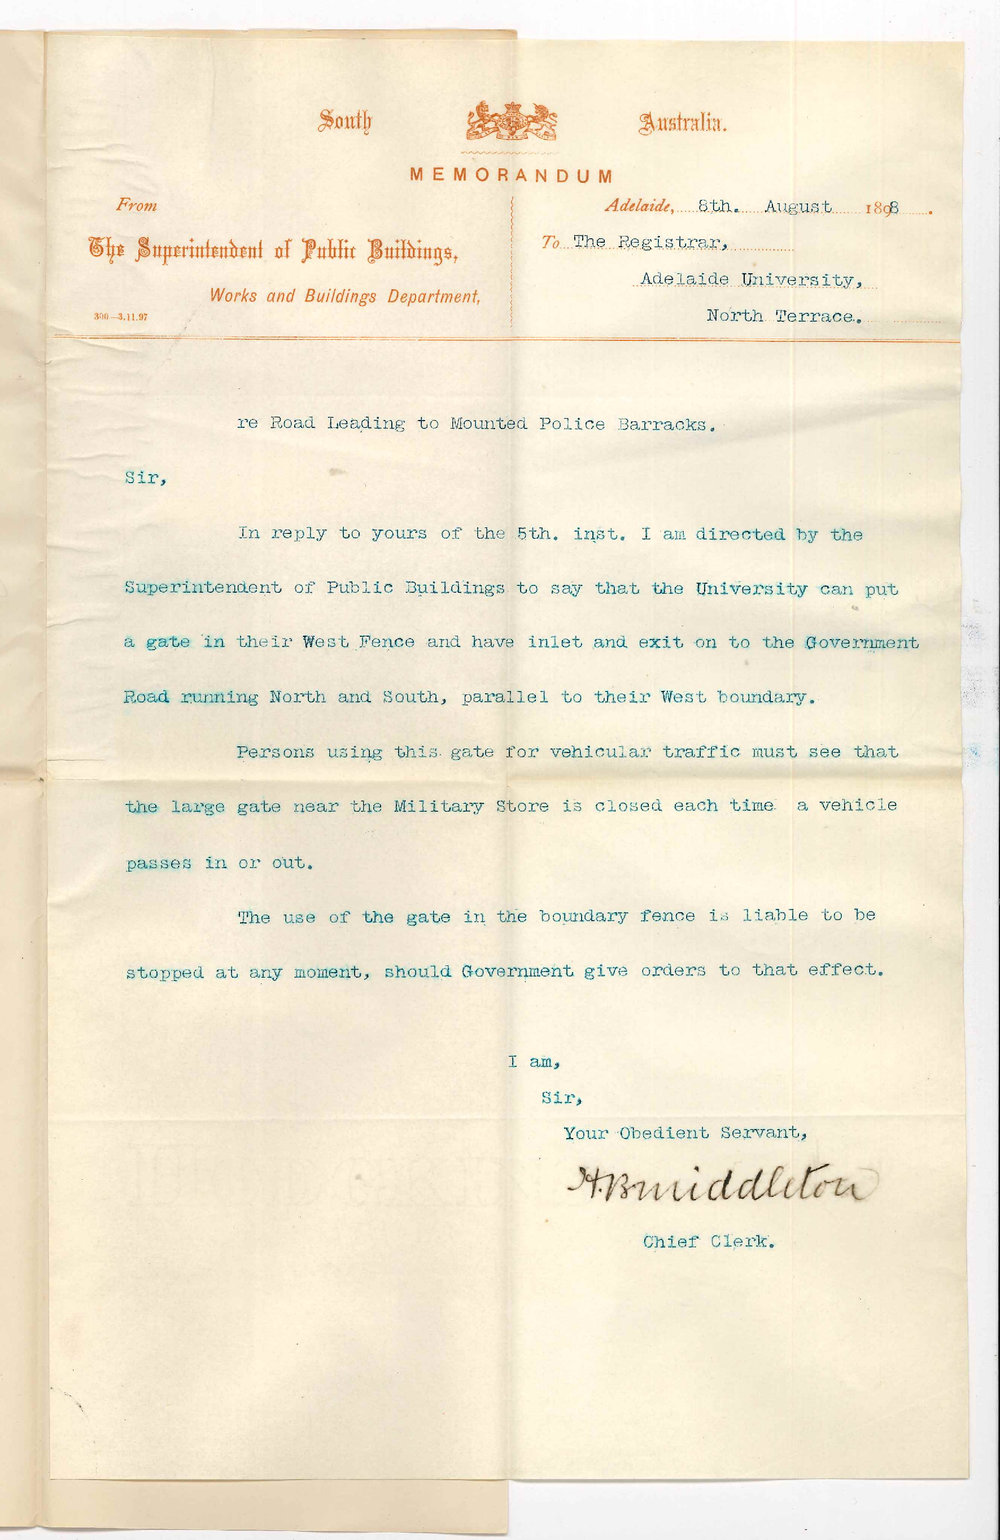 South Australia.
MEMORANDUM
From
The Superintendent of Public Buildings,
Works and Buildings Department,
300—3.11.97
Adelaide, 8th. August 1898.
To The Registrar,
Adelaide University,
North Terrace.
re Road Leading to Mounted Police Barracks.
Sir,
In reply to yours of the 5th. inst. I am directed by the
Superintendent of Public Buildings to say that the University can put
a gate in their West Fence and have inlet and exit on to the Government
Road running North and South, parallel to their West boundary.
Persons using this gate for vehicular traffic must see that
the large gate near the Military Store is closed each time a vehicle
passes in or out.
The use of the gate in the boundary fence is liable to be
stopped at any moment, should Government give orders to that effect.
I am,
Sir,
Your Obedient Servant,
H.B Middleton
Chief Clerk.